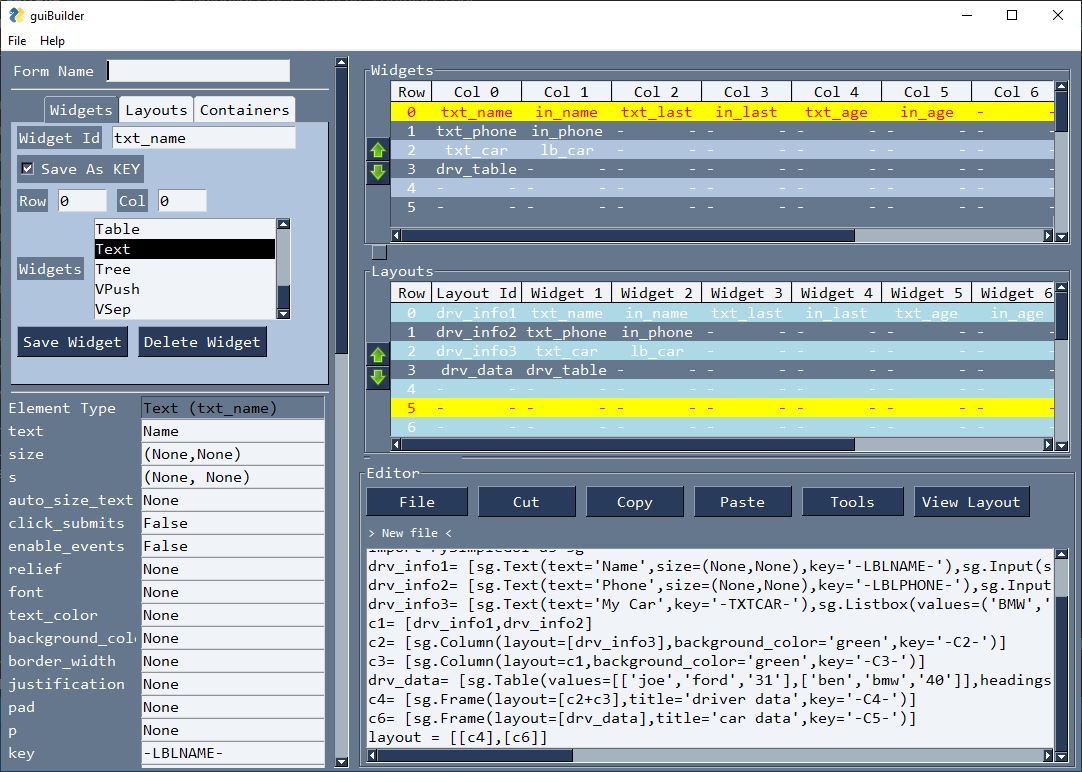 guiBuilder
File Help
Form Name
Widgets Layouts Containers
Widget Id txt_name
Save As KEY
Row 0 Col 0
Widgets
Table
Text
Tree
VPush
VSep
Save Widget Delete Widget
Element Type Text (txt_name)
text Name
size (None,None)
s (None, None)
auto_size_text None
click_submits False
enable_events False
relief None
font None
text_color None
background_col None
border_width None
justification None
pad None
p None
key -LBLNAME-
Widgets
Row Col 0 Col 1 Col 2 Col 3 Col 4 Col 5 Col 6
0 txt_name in_name txt_last in_last txt_age in_age -
1 txt_phone in_phone - - - - - - - - -
2 txt_car lb_car - - - - - - - - -
3 drv_table - - - - - - - - - - -
4 - - - - - - - - - - - - -
5 - - - - - - - - - - - - -
Layouts
Row Layout Id Widget 1 Widget 2 Widget 3 Widget 4 Widget 5 Widget 6
0 drv_info1 txt_name in_name txt_last in_last txt_age in_age
1 drv_info2 txt_phone in_phone - - - - - - - -
2 drv_info3 txt_car lb_car - - - - - - - -
3 drv_data drv_table - - - - - - - - - -
4 - - - - - - - - - - - - - -
5 - - - - - - - - - - - - - -
6 - - - - - - - - - - - - - -
Editor
File Cut Copy Paste Tools View Layout
> New file <
import PySimpleGUI as sg
drv_info1= [sg.Text(text='Name',size=(None,None),key='-LBLNAME-'),sg.Input(s
drv_info2= [sg.Text(text='Phone',size=(None,None),key='-LBLPHONE-'),sg.Input
drv_info3= [sg.Text(text='My Car',key='-TXTCAR-'),sg.Listbox(values=('BMW','
c1= [drv_info1,drv_info2]
c2= [sg.Column(layout=[drv_info3],background_color='green',key='-C2-')]
c3= [sg.Column(layout=c1,background_color='green',key='-C3-')]
drv_data= [sg.Table(values=[['joe','ford','31'],['ben','bmw','40']],headings
c4= [sg.Frame(layout=[c2+c3],title='driver data',key='-C4-')]
c6= [sg.Frame(layout=[drv_data],title='car data',key='-C5-')]
layout = [[c4],[c6]]